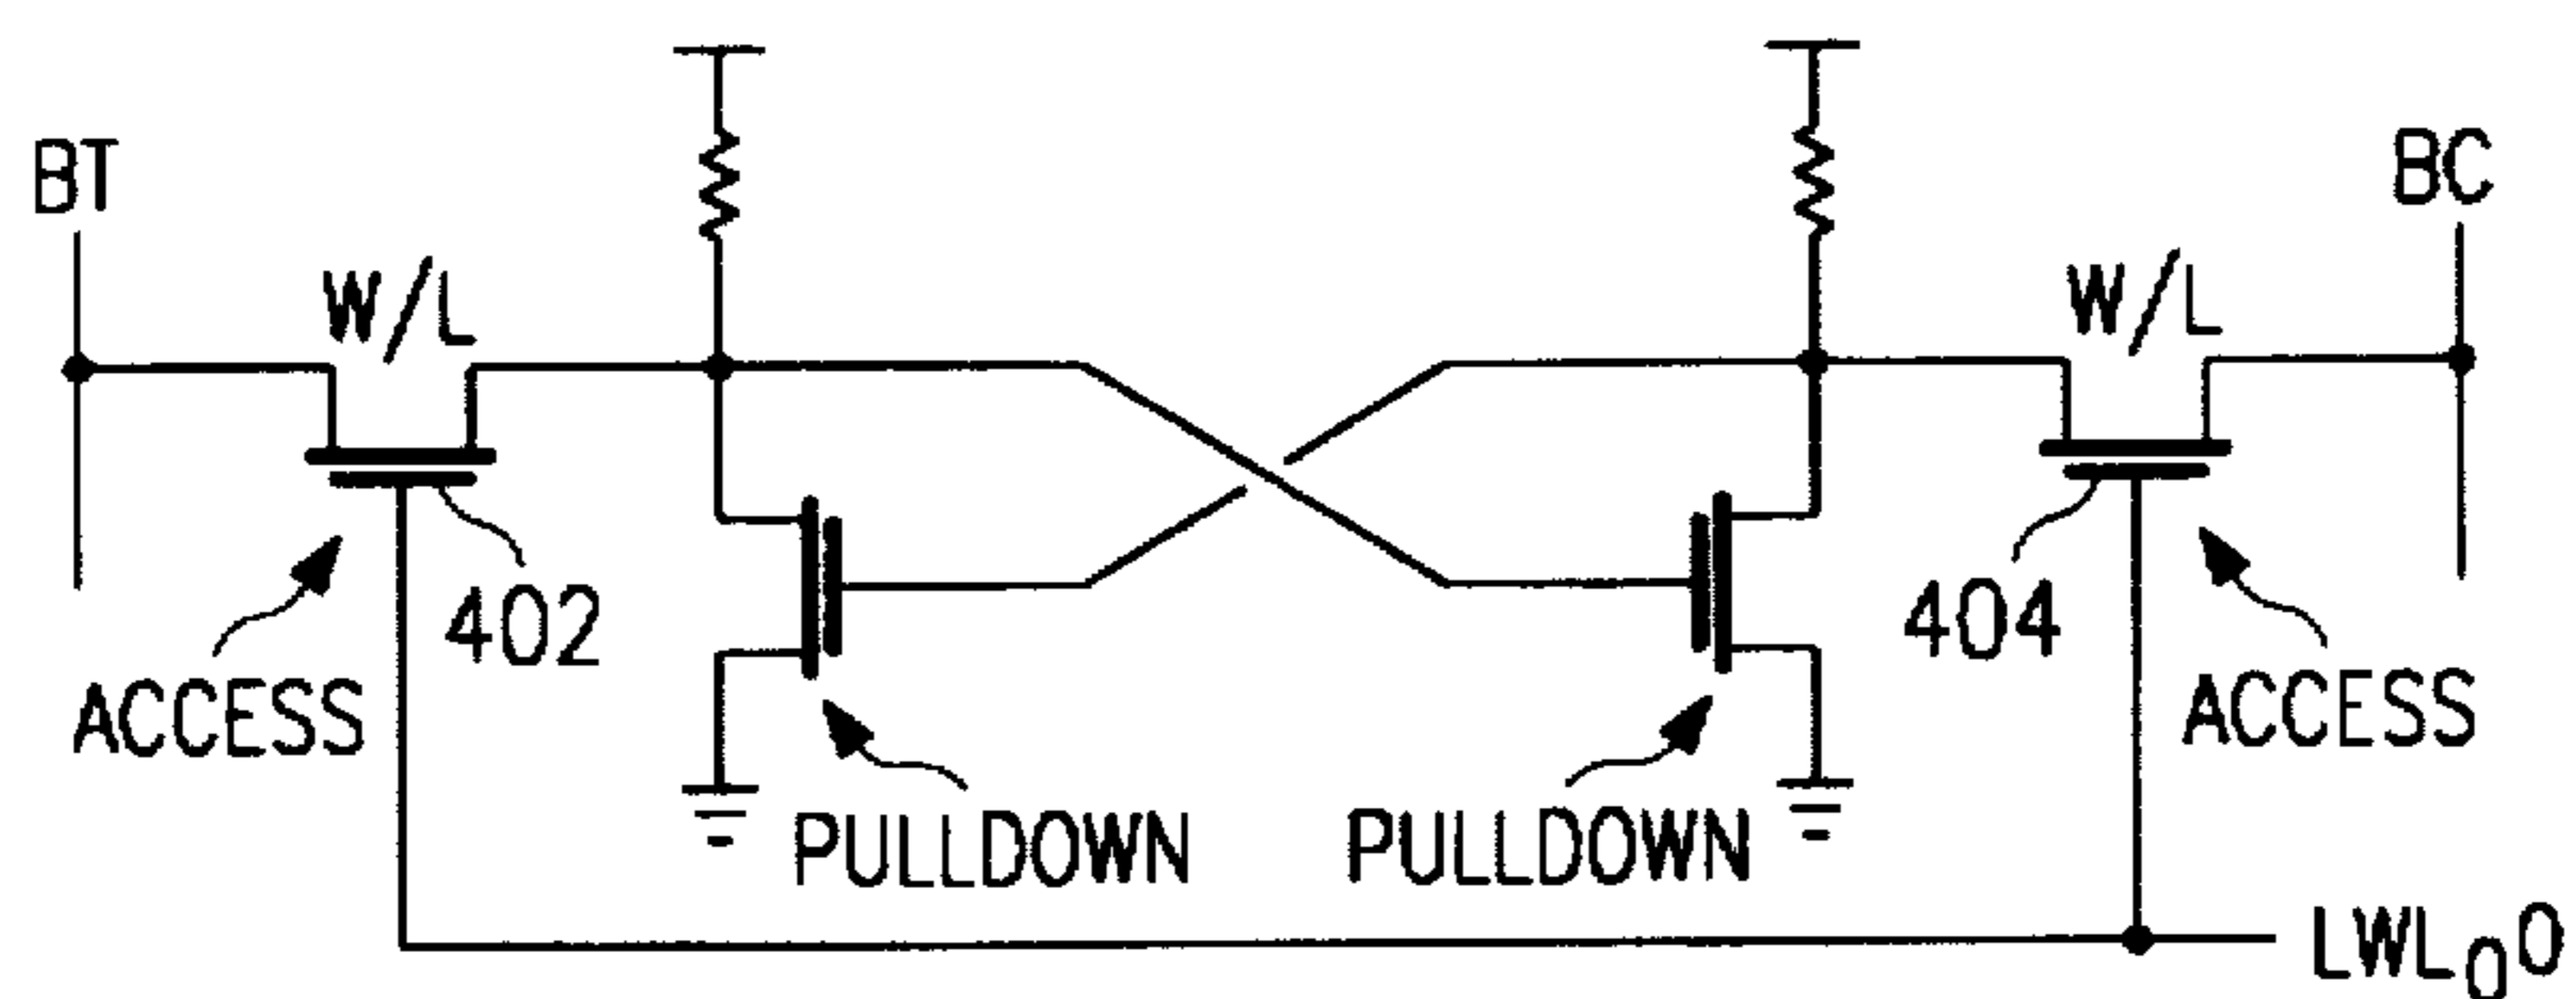 BT
BC
W/L
W/L
402
404
ACCESS
ACCESS
PULLDOWN
PULLDOWN
LWL₀0